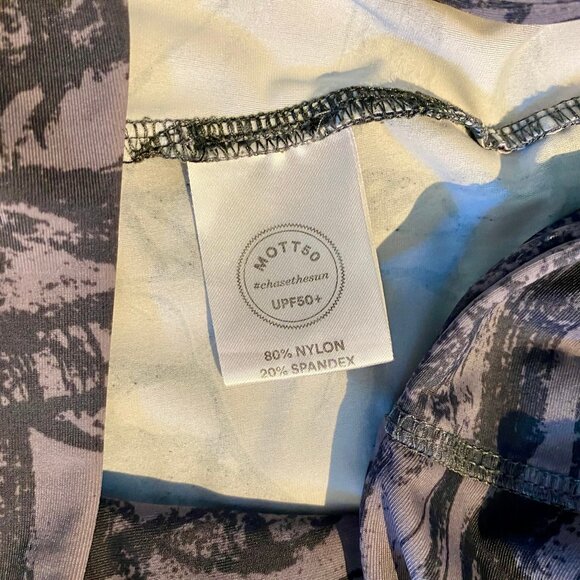 MOTT50
#chasethesun
UPF50+
80% NYLON
20% SPANDEX